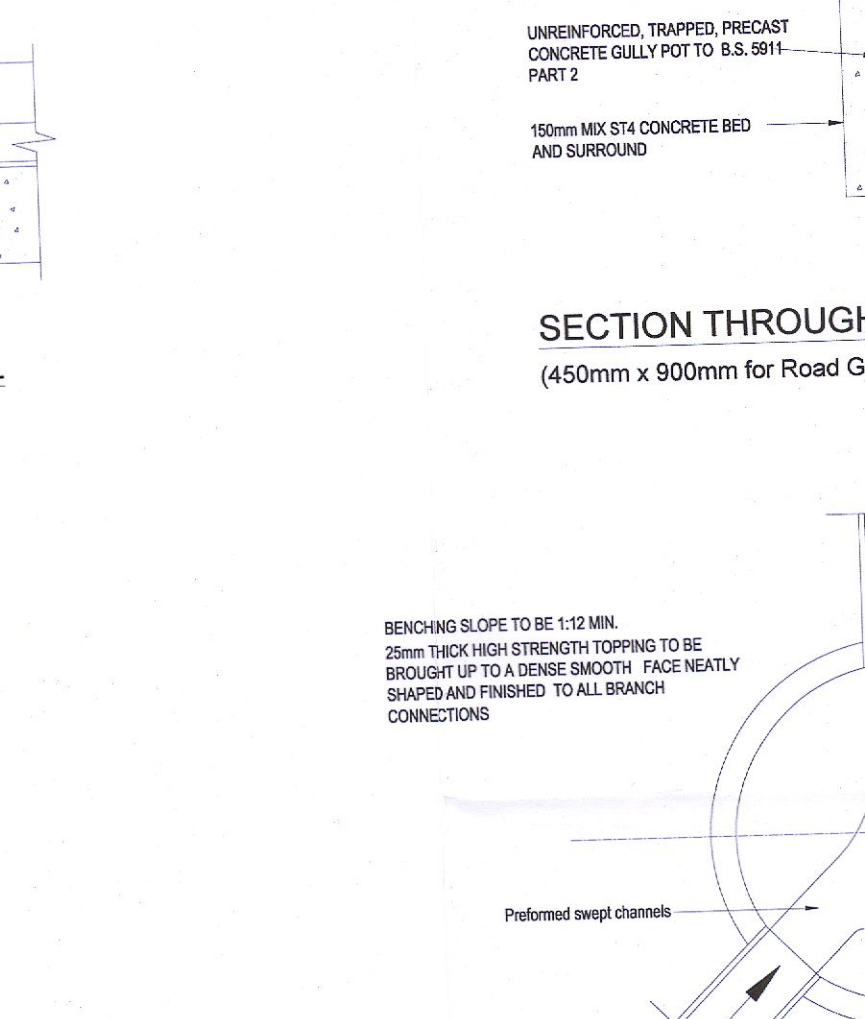 UNREINFORCED, TRAPPED, PRECAST
CONCRETE GULLY POT TO B.S. 5911
PART 2
150mm MIX ST4 CONCRETE BED
AND SURROUND
SECTION THROUGH
(450mm x 900mm for Road G
BENCHING SLOPE TO BE 1:12 MIN.
25mm THICK HIGH STRENGTH TOPPING TO BE
BROUGHT UP TO A DENSE SMOOTH FACE NEATLY
SHAPED AND FINISHED TO ALL BRANCH
CONNECTIONS
Preformed swept channels